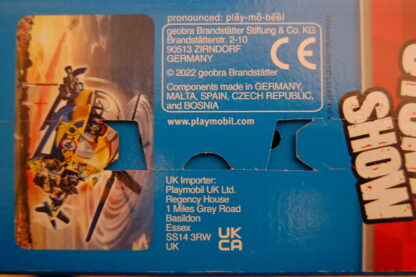 pronounced: play-mō-beel
geobra Brandstätter Stiftung & Co. KG
Brandstätterstr. 2-10
90513 ZIRNDORF
GERMANY
CE
© 2022 geobra Brandstätter
Components made in GERMANY,
MALTA, SPAIN, CZECH REPUBLIC,
and BOSNIA
www.playmobil.com
UK Importer:
Playmobil UK Ltd.
Regency House
1 Miles Gray Road
Basildon
Essex
SS14 3RW
UK
UK
CA
SHOW